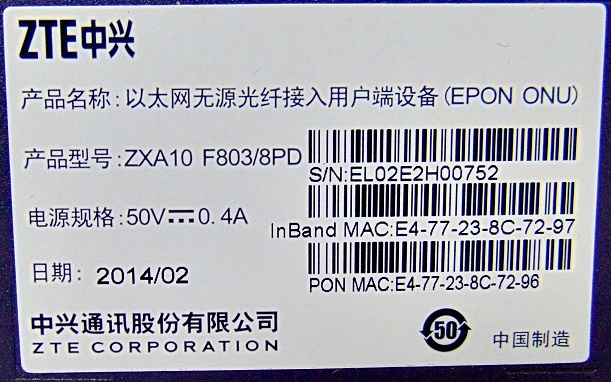 ZTE中兴
产品名称:以太网无源光纤接入用户端设备(EPON ONU)
产品型号:ZXA10 F803/8PD
S/N:EL02E2H00752
电源规格:50V⎓0.4A
InBand MAC:E4-77-23-8C-72-97
日期: 2014/02
PON MAC:E4-77-23-8C-72-96
中兴通讯股份有限公司
ZTE CORPORATION
50
中国制造